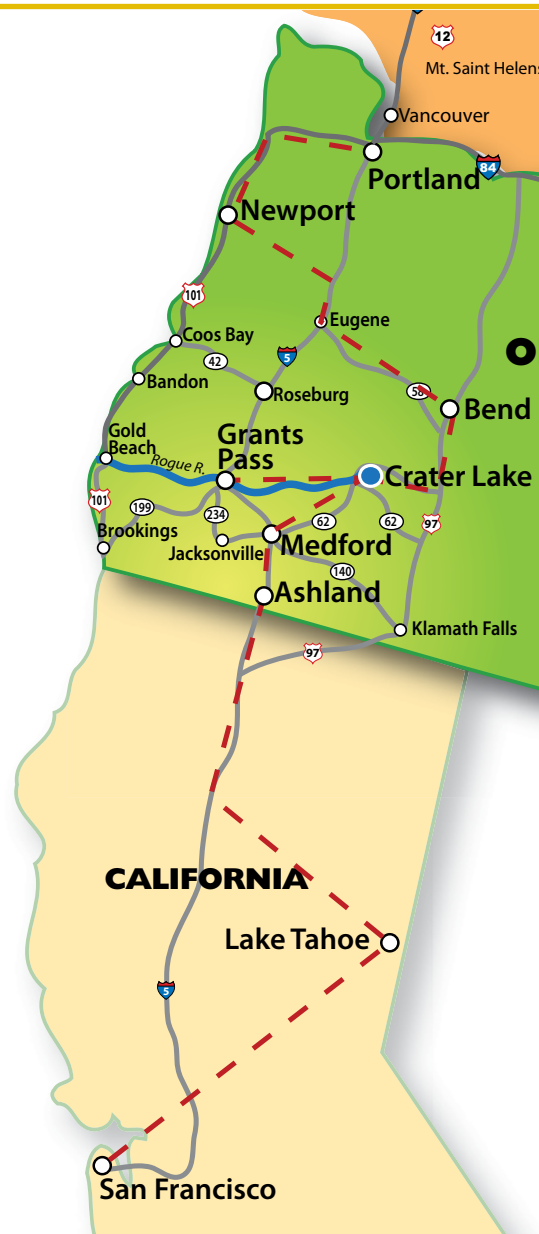 12
Mt. Saint Helens
Vancouver
84
Portland
Newport
101
Eugene
5
Coos Bay
42
O
58
Bandon
Roseburg
Bend
Gold
Beach
Grants
Pass
Rogue R.
Crater Lake
101
199
234
62
62
97
Brookings
Jacksonville
Medford
140
Ashland
Klamath Falls
97
CALIFORNIA
Lake Tahoe
5
San Francisco